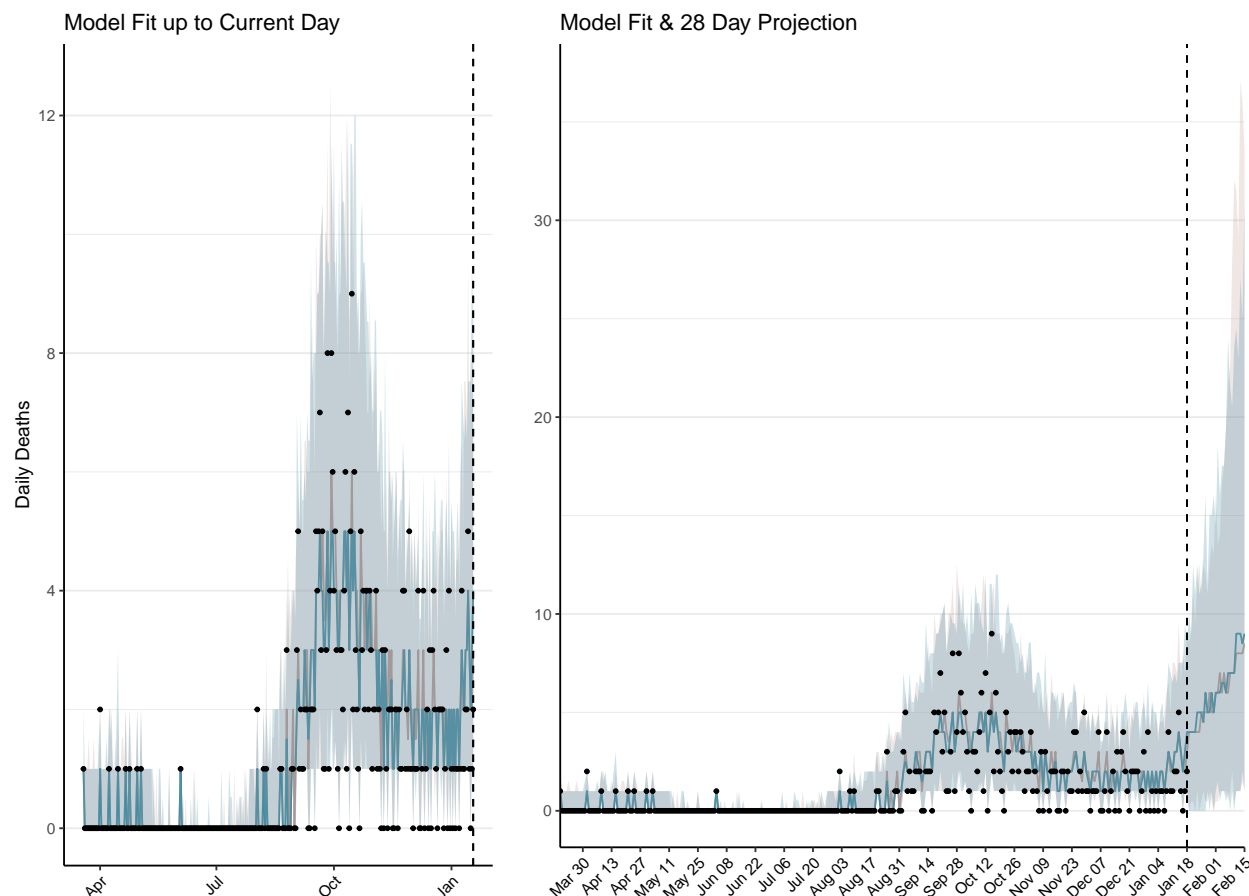 Model Fit up to Current Day
Daily Deaths
12
8
4
0
Apr
Jul
Oct
Jan
Model Fit & 28 Day Projection
30
20
10
0
Mar 30
Apr 13
Apr 27
May 11
May 25
Jun 08
Jun 22
Jul 06
Jul 20
Aug 03
Aug 17
Aug 31
Sep 14
Sep 28
Oct 12
Oct 26
Nov 09
Nov 23
Dec 07
Dec 21
Jan 04
Jan 18
Feb 01
Feb 15